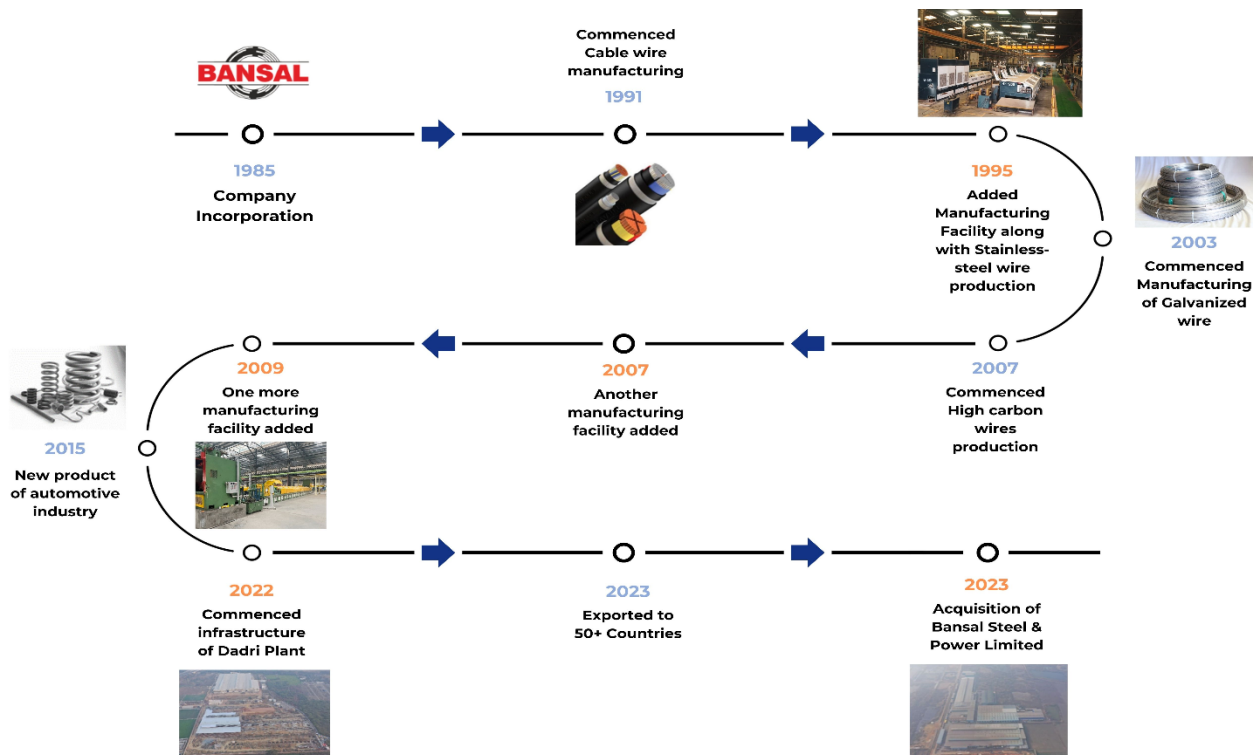 BANSAL
1985
Company
Incorporation
Commenced
Cable wire
manufacturing
1991
1995
Added
Manufacturing
Facility along
with Stainless-
steel wire
production
2003
Commenced
Manufacturing
of Galvanized
wire
2007
Commenced
High carbon
wires
production
2007
Another
manufacturing
facility added
2009
One more
manufacturing
facility added
2015
New product
of automotive
industry
2022
Commenced
infrastructure
of Dadri Plant
2023
Exported to
50+ Countries
2023
Acquisition of
Bansal Steel &
Power Limited